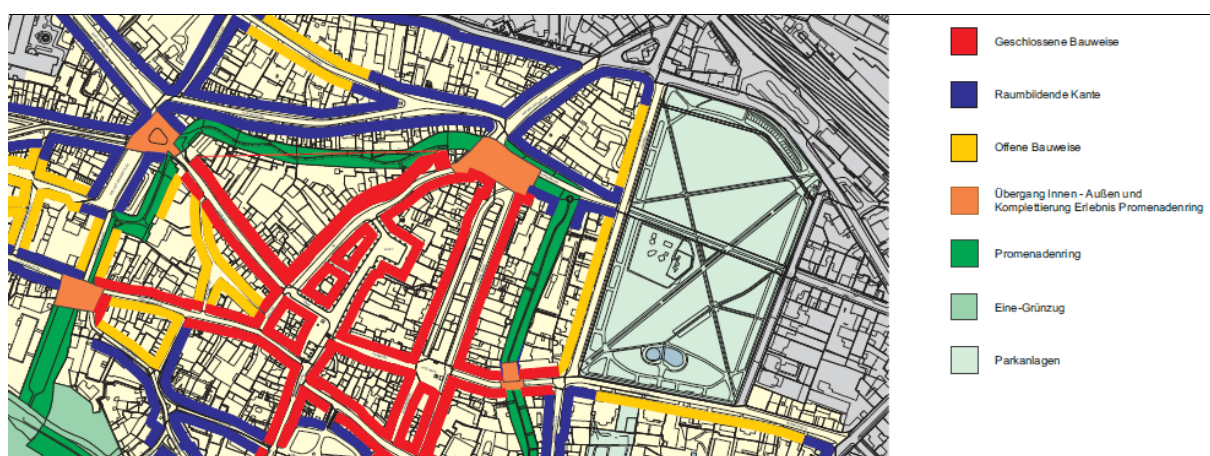 Geschlossene Bauweise
Raumbildende Kante
Offene Bauweise
Übergang Innen - Außen und
Komplettierung Erlebnis Promenadenring
Promenadenring
Eine-Grünzug
Parkanlagen